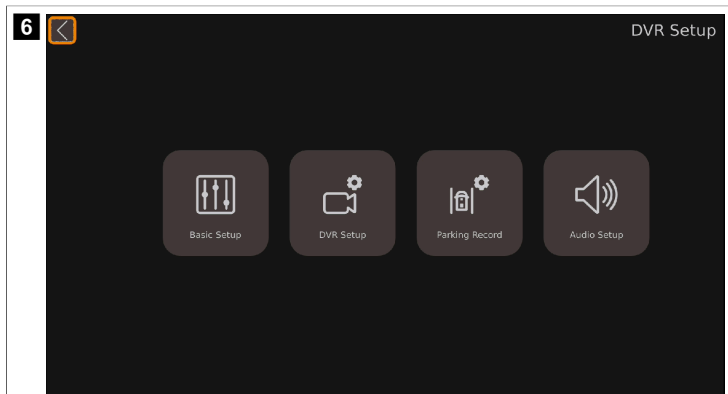 6
DVR Setup
Basic Setup
DVR Setup
Parking Record
Audio Setup